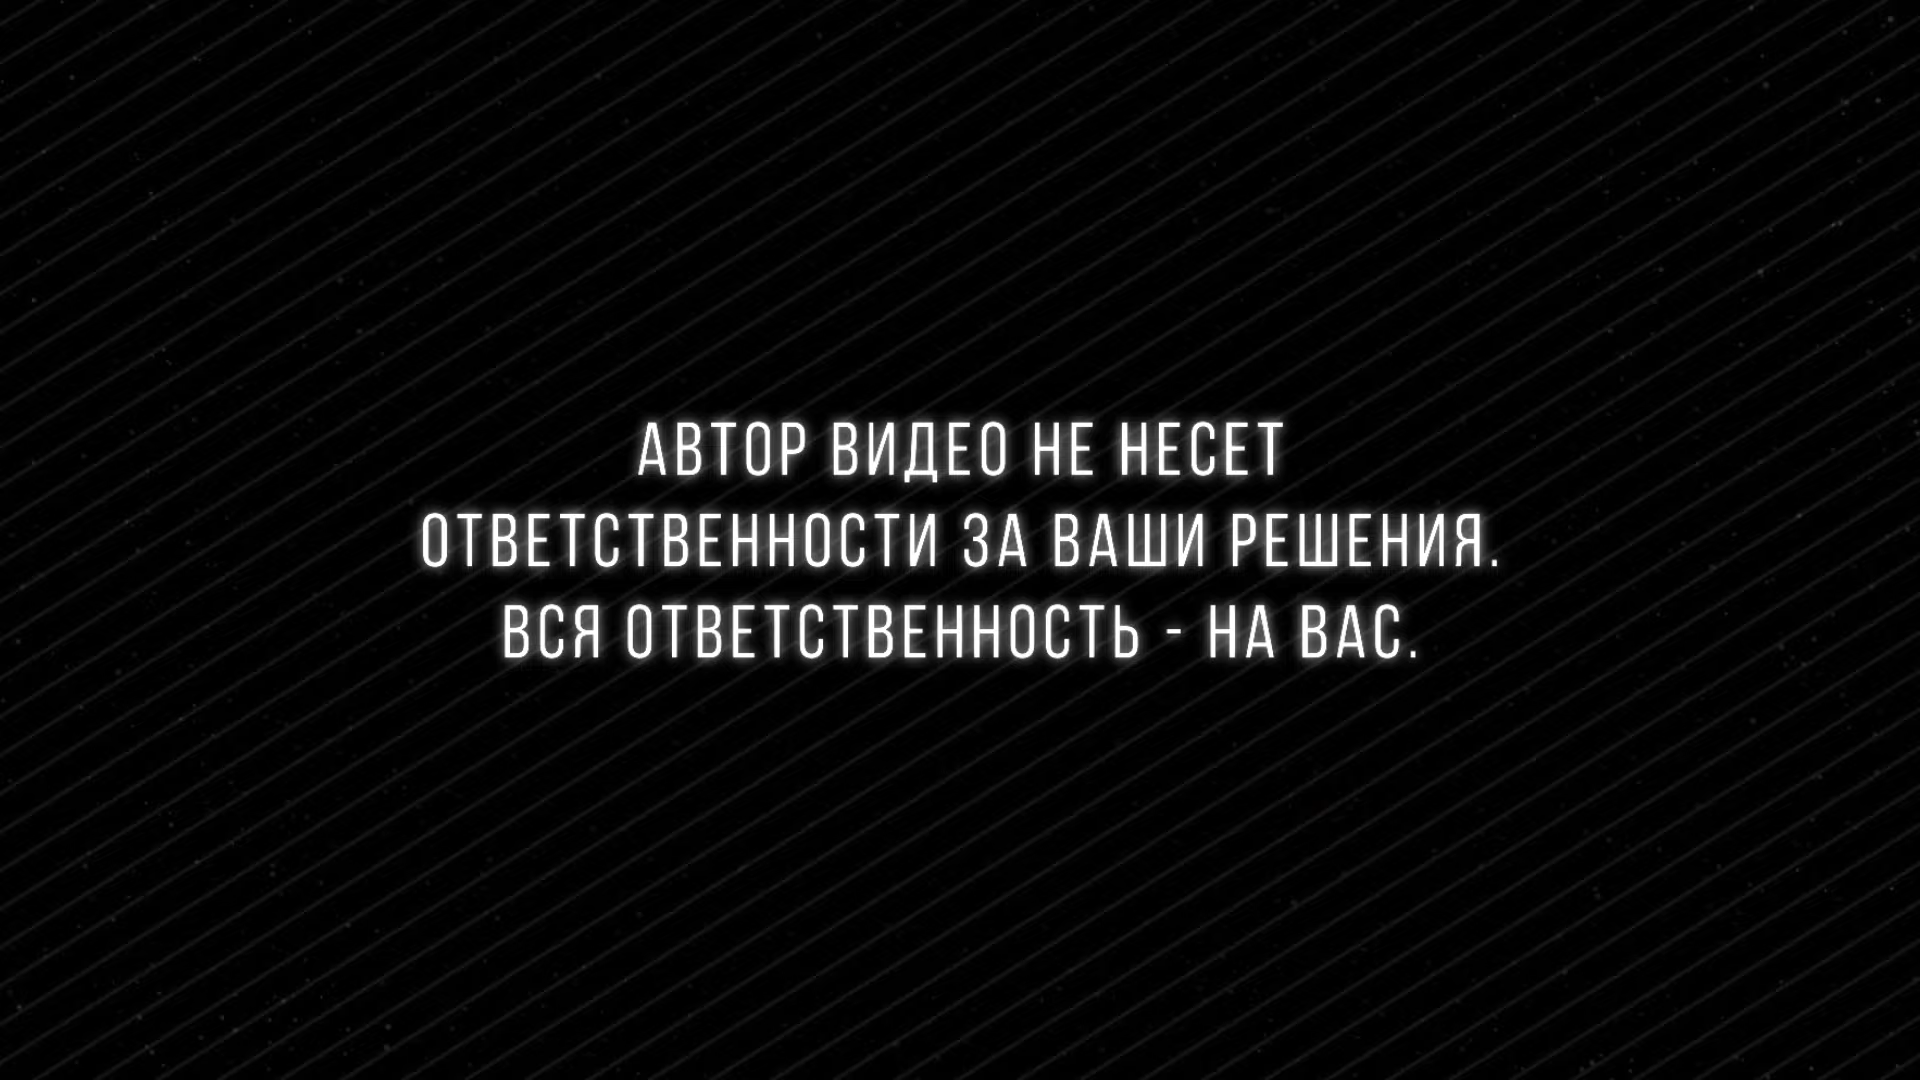 АВТОР ВИДЕО НЕ НЕСЕТ
ОТВЕТСТВЕННОСТИ ЗА ВАШИ РЕШЕНИЯ.
ВСЯ ОТВЕТСТВЕННОСТЬ - НА ВАС.